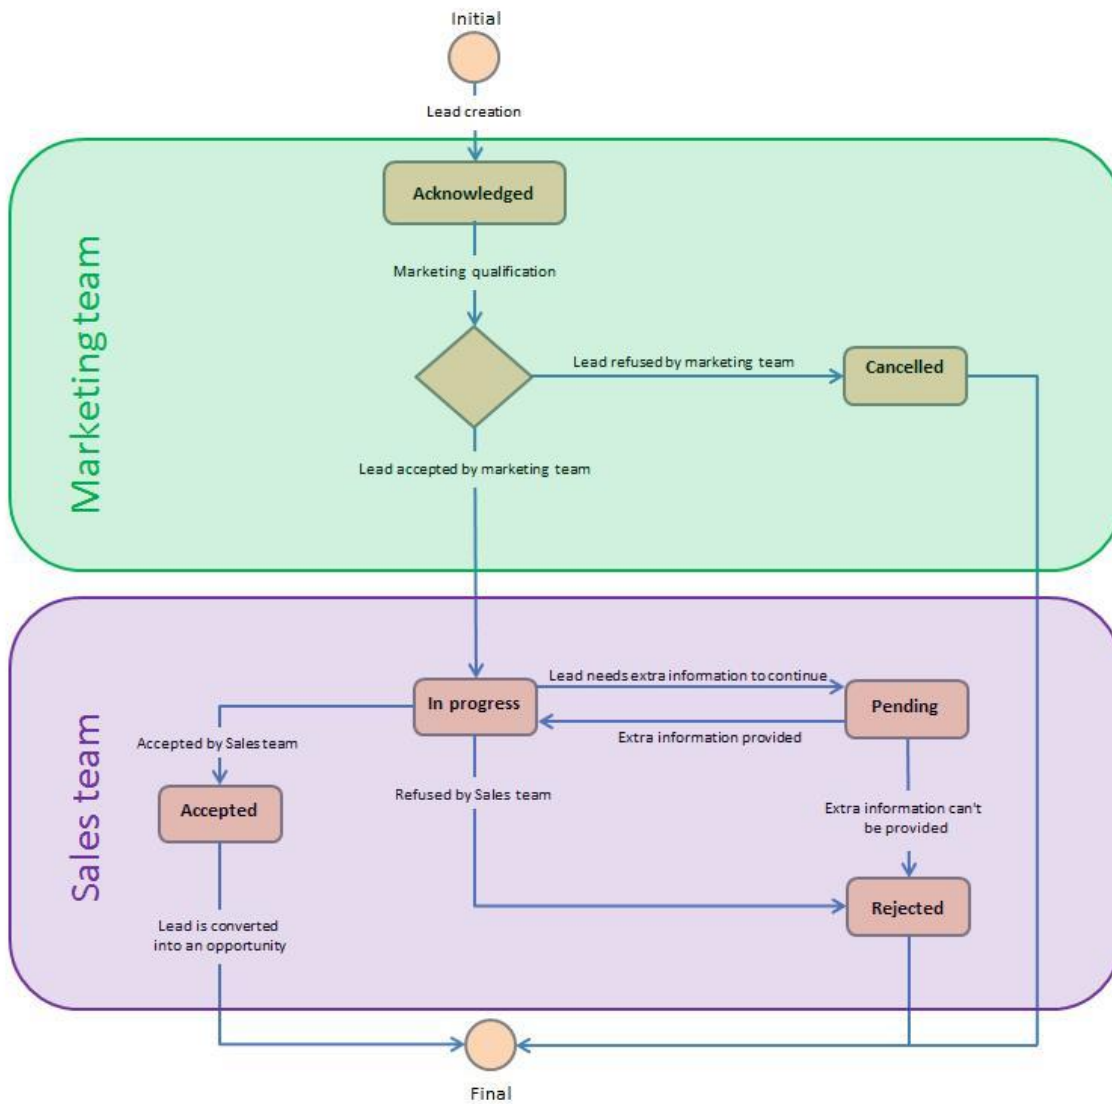 Initial
Lead creation
Acknowledged
Marketing qualification
Marketing team
Lead refused by marketing team
Cancelled
Lead accepted by marketing team
Lead needs extra information to continue
In progress
Pending
Extra information provided
Accepted by Sales team
Refused by Sales team
Sales team
Accepted
Extra information can't
be provided
Rejected
Lead is converted
into an opportunity
Final